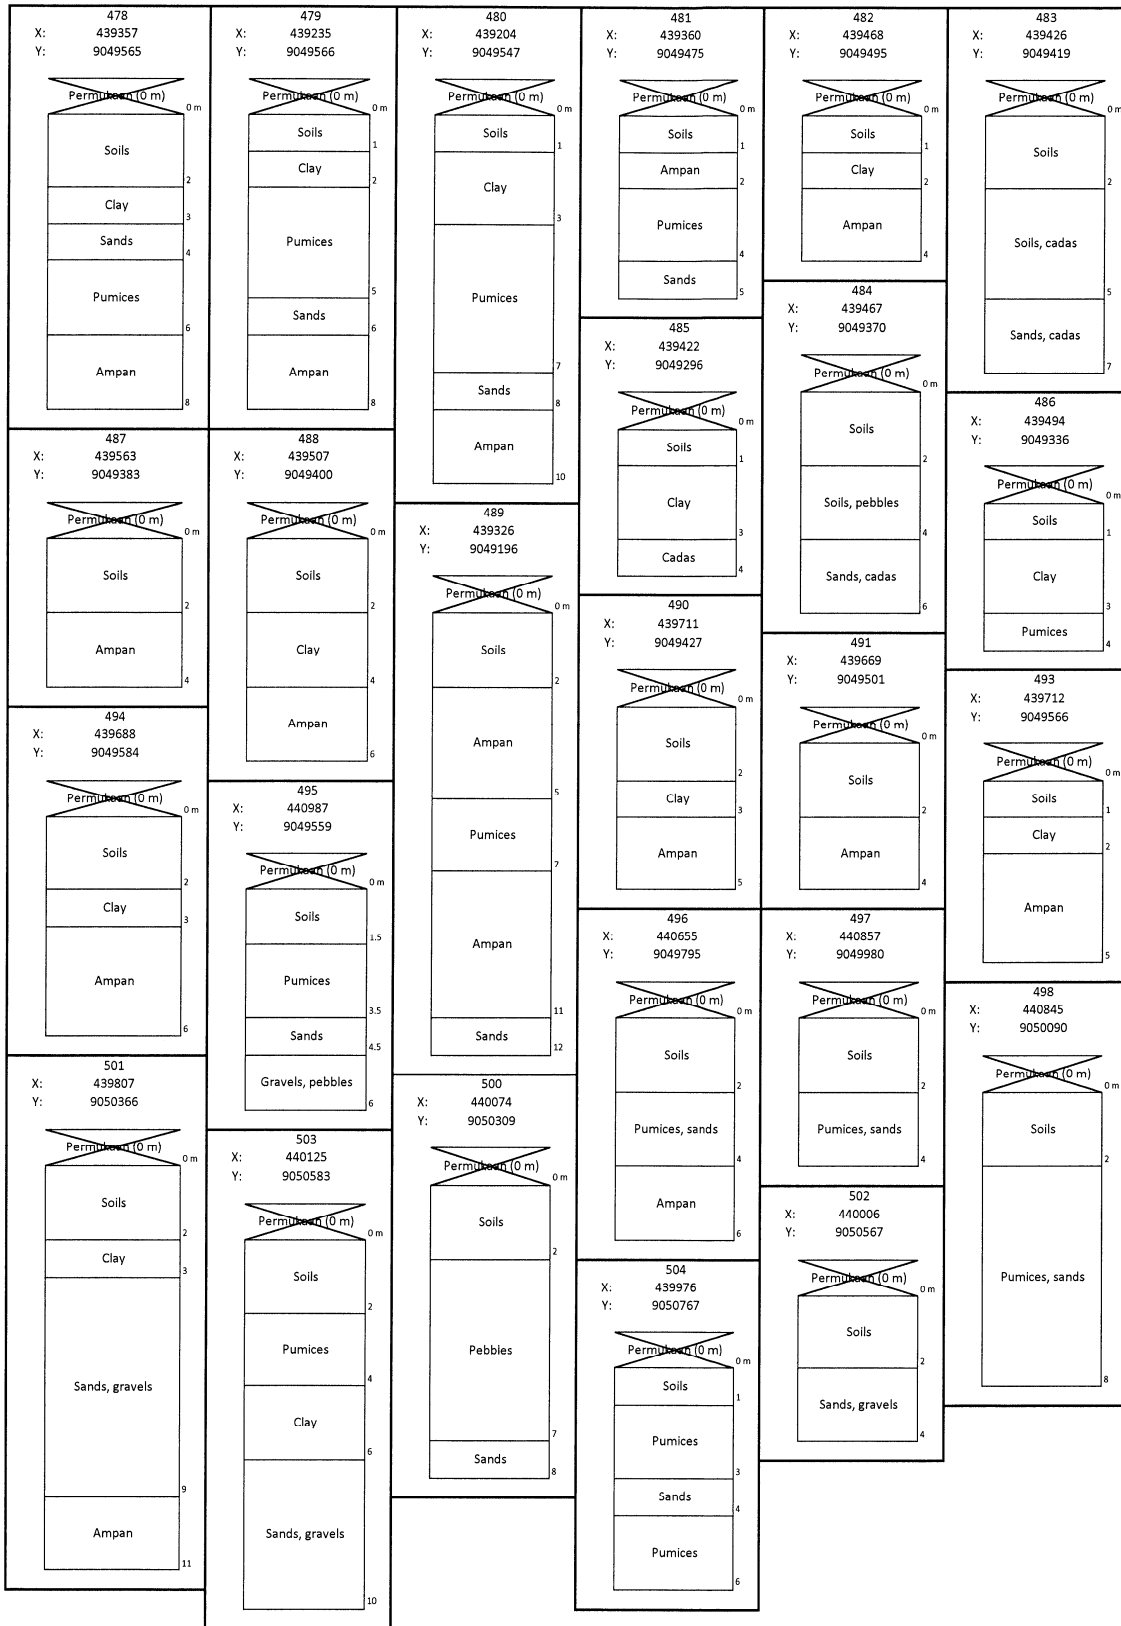 478
X: 439357
Y: 9049565
Permukaan (0 m)
0 m
Soils
2
Clay
3
Sands
4
Pumices
6
Ampan
8
479
X: 439235
Y: 9049566
Permukaan (0 m)
0 m
Soils
1
Clay
2
Pumices
5
Sands
6
Ampan
8
480
X: 439204
Y: 9049547
Permukaan (0 m)
0 m
Soils
1
Clay
3
Pumices
7
Sands
8
Ampan
10
481
X: 439360
Y: 9049475
Permukaan (0 m)
0 m
Soils
1
Ampan
2
Pumices
4
Sands
5
482
X: 439468
Y: 9049495
Permukaan (0 m)
0 m
Soils
1
Clay
2
Ampan
4
483
X: 439426
Y: 9049419
Permukaan (0 m)
0 m
Soils
2
Soils, cadas
5
Sands, cadas
7
484
X: 439467
Y: 9049370
Permukaan (0 m)
0 m
Soils
2
Soils, pebbles
4
Sands, cadas
6
485
X: 439422
Y: 9049296
Permukaan (0 m)
0 m
Soils
1
Clay
3
Cadas
4
486
X: 439494
Y: 9049336
Permukaan (0 m)
0 m
Soils
1
Clay
3
Pumices
4
487
X: 439563
Y: 9049383
Permukaan (0 m)
0 m
Soils
2
Ampan
4
488
X: 439507
Y: 9049400
Permukaan (0 m)
0 m
Soils
2
Clay
4
Ampan
6
489
X: 439326
Y: 9049196
Permukaan (0 m)
0 m
Soils
2
Ampan
5
Pumices
7
Ampan
11
Sands
12
490
X: 439711
Y: 9049427
Permukaan (0 m)
0 m
Soils
2
Clay
3
Ampan
5
491
X: 439669
Y: 9049501
Permukaan (0 m)
0 m
Soils
2
Ampan
4
493
X: 439712
Y: 9049566
Permukaan (0 m)
0 m
Soils
1
Clay
2
Ampan
5
494
X: 439688
Y: 9049584
Permukaan (0 m)
0 m
Soils
2
Clay
3
Ampan
6
495
X: 440987
Y: 9049559
Permukaan (0 m)
0 m
Soils
1.5
Pumices
3.5
Sands
4.5
Gravels, pebbles
6
496
X: 440655
Y: 9049795
Permukaan (0 m)
0 m
Soils
2
Pumices, sands
4
Ampan
6
497
X: 440857
Y: 9049980
Permukaan (0 m)
0 m
Soils
2
Pumices, sands
4
498
X: 440845
Y: 9050090
Permukaan (0 m)
0 m
Soils
2
Pumices, sands
8
501
X: 439807
Y: 9050366
Permukaan (0 m)
0 m
Soils
2
Clay
3
Sands, gravels
9
Ampan
11
503
X: 440125
Y: 9050583
Permukaan (0 m)
0 m
Soils
2
Pumices
4
Clay
6
Sands, gravels
10
500
X: 440074
Y: 9050309
Permukaan (0 m)
0 m
Soils
2
Pebbles
7
Sands
8
504
X: 439976
Y: 9050767
Permukaan (0 m)
0 m
Soils
1
Pumices
3
Sands
4
Pumices
6
502
X: 440006
Y: 9050567
Permukaan (0 m)
0 m
Soils
2
Sands, gravels
4